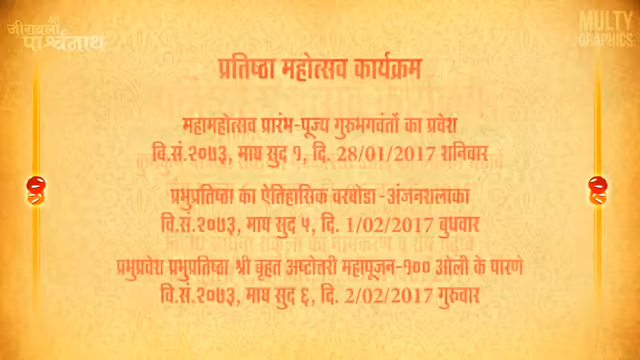 श्री
जीरावला
पार्श्वनाथ
MULTY
GRAPHICS
प्रतिष्ठा महोत्सव कार्यक्रम
महामहोत्सव प्रारंभ-पूज्य गुरुभगवंतों का प्रवेश
वि.सं.२०७३, माघ सुद १, दि. 28/01/2017 शनिवार
प्रभुप्रतिष्ठा का ऐतिहासिक वरघोडा-अंजनशलाका
वि.सं.२०७३, माघ सुद ५, दि. 1/02/2017 बुधवार
प्रभुप्रवेश प्रभुप्रतिष्ठा श्री बृहत अष्टोत्तरी महापूजन-१०० ओली के पारणे
वि.सं.२०७३, माघ सुद ६, दि. 2/02/2017 गुरुवार